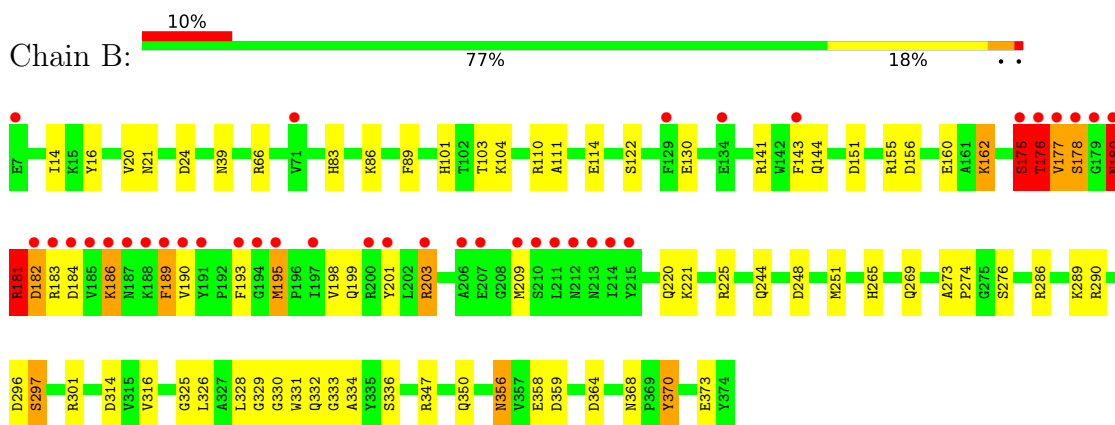 10%
Chain B:
77% 18% • •
E7 I14 K15 Y16 V20 N21 D24 N39 R66 V71 H83 K86 F89 H101 T102 T103 K104 R110 A111 E114 S122 F129 E130 E134 R141 W142 F143 Q144 D151 R155 D156 E160 A161 K162 S175 T176 V177 S178 G179
R181 D182 R183 D184 V185 K186 N187 K188 F189 V190 Y191 P192 F193 G194 M195 P196 I197 V198 Q199 R200 Y201 L202 R203 A206 E207 G208 M209 S210 L211 N212 N213 I214 Y215 Q220 K221 R225 Q244 D248 M251 H265 Q269 A273 P274 G275 S276 R286 K289 R290
D296 S297 R301 D314 V315 V316 G325 L326 A327 L328 G329 G330 W331 Q332 G333 A334 Y335 S336 R347 Q350 N356 V357 E358 D359 D364 N368 P369 Y370 E373 Y374